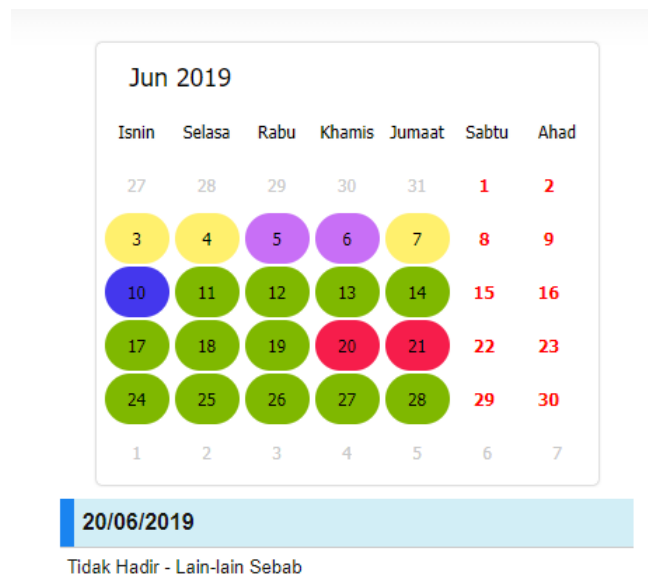 Jun 2019
Isnin Selasa Rabu Khamis Jumaat Sabtu Ahad
27 28 29 30 31 1 2
3 4 5 6 7 8 9
10 11 12 13 14 15 16
17 18 19 20 21 22 23
24 25 26 27 28 29 30
1 2 3 4 5 6 7
20/06/2019
Tidak Hadir - Lain-lain Sebab